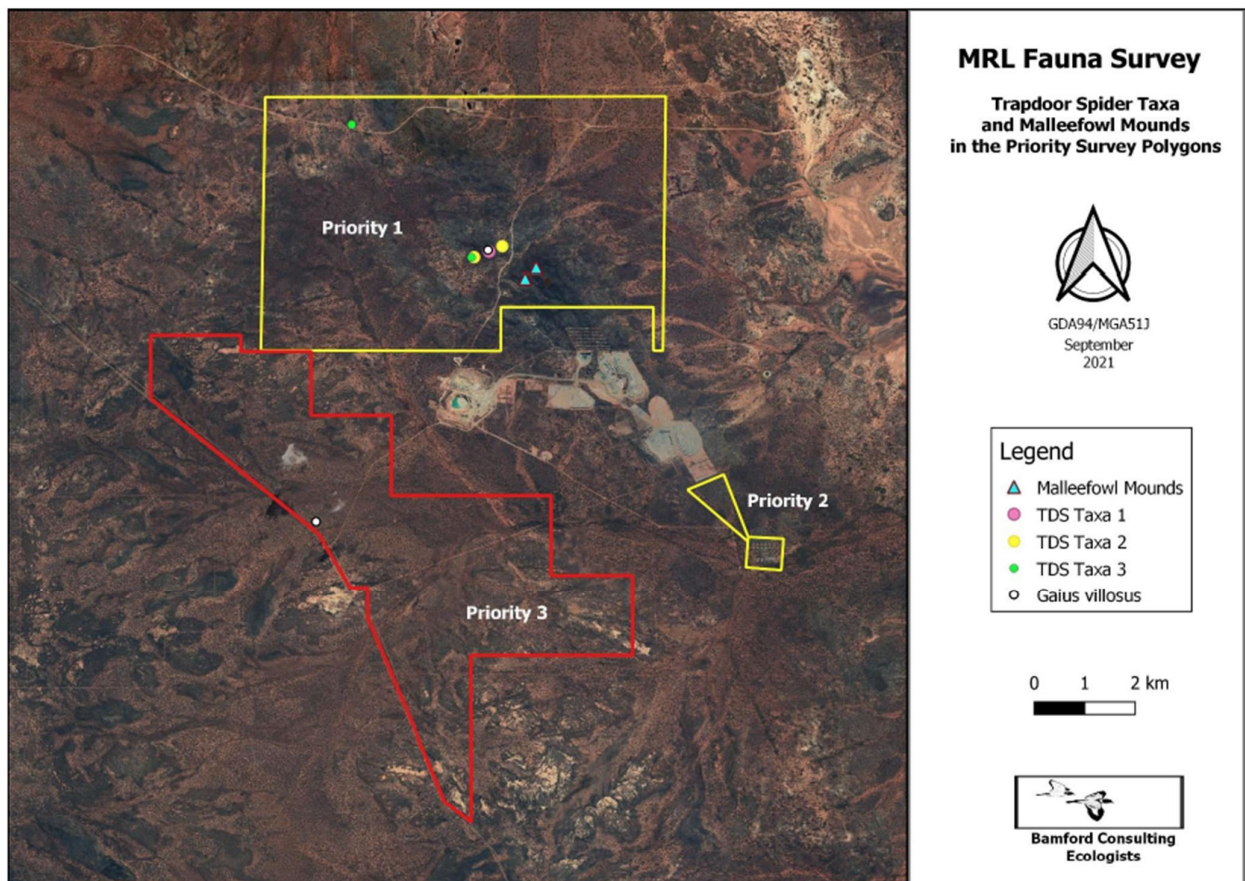 MRL Fauna Survey
Trapdoor Spider Taxa
and Malleefowl Mounds
in the Priority Survey Polygons
Priority 1
Priority 2
Priority 3
GDA94/MGA51J
September
2021
Legend
Malleefowl Mounds
TDS Taxa 1
TDS Taxa 2
TDS Taxa 3
Gaius villosus
0 1 2 km
Bamford Consulting
Ecologists